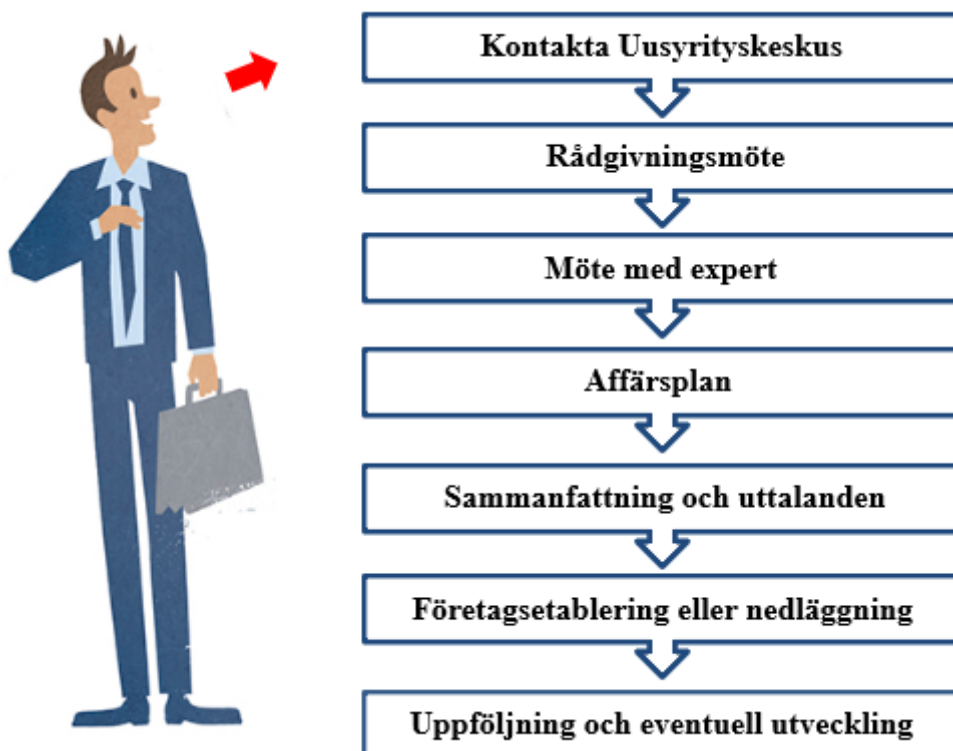 Kontakta Uusyrityskeskus
Rådgivningsmöte
Möte med expert
Affärsplan
Sammanfattning och uttalanden
Företagsetablering eller nedläggning
Uppföljning och eventuell utveckling